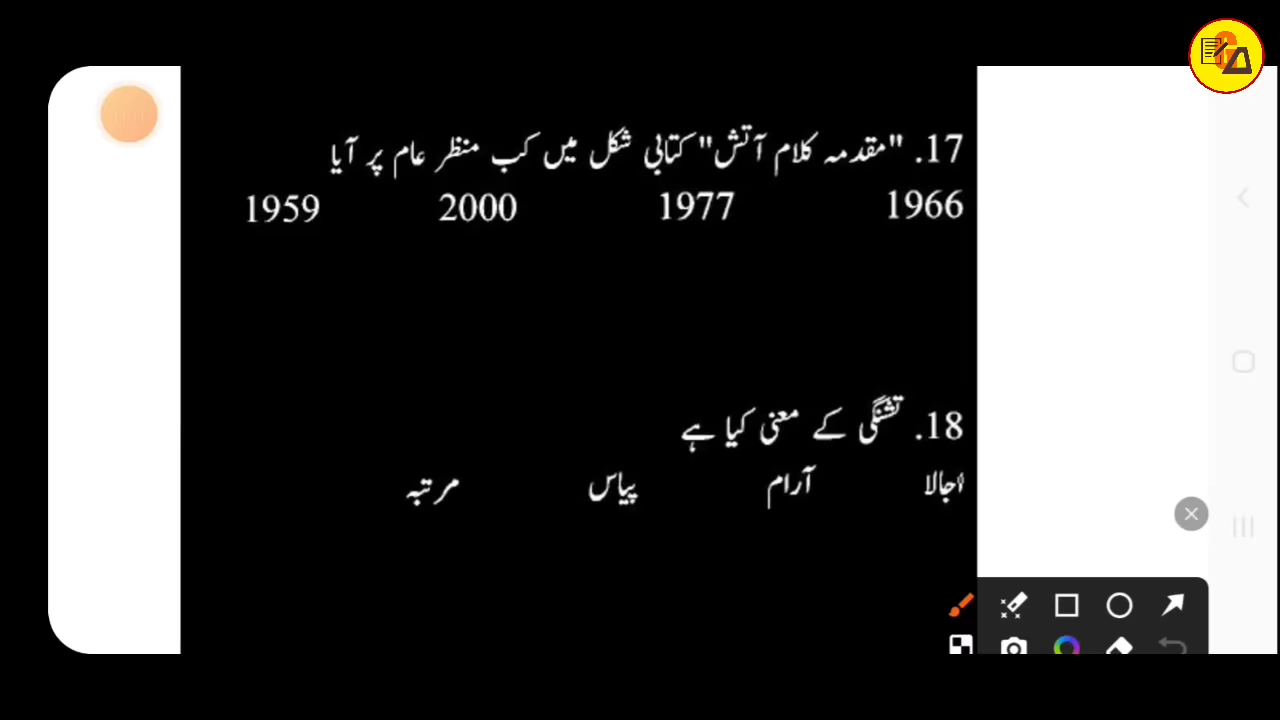 17. "مقدمہ کلام آتش" کتابی شکل میں کب منظر عام پر آیا
1966 1977 2000 1959
18. تشنگی کے معنی کیا ہے
اُجالا آرام پیاس مرتبہ